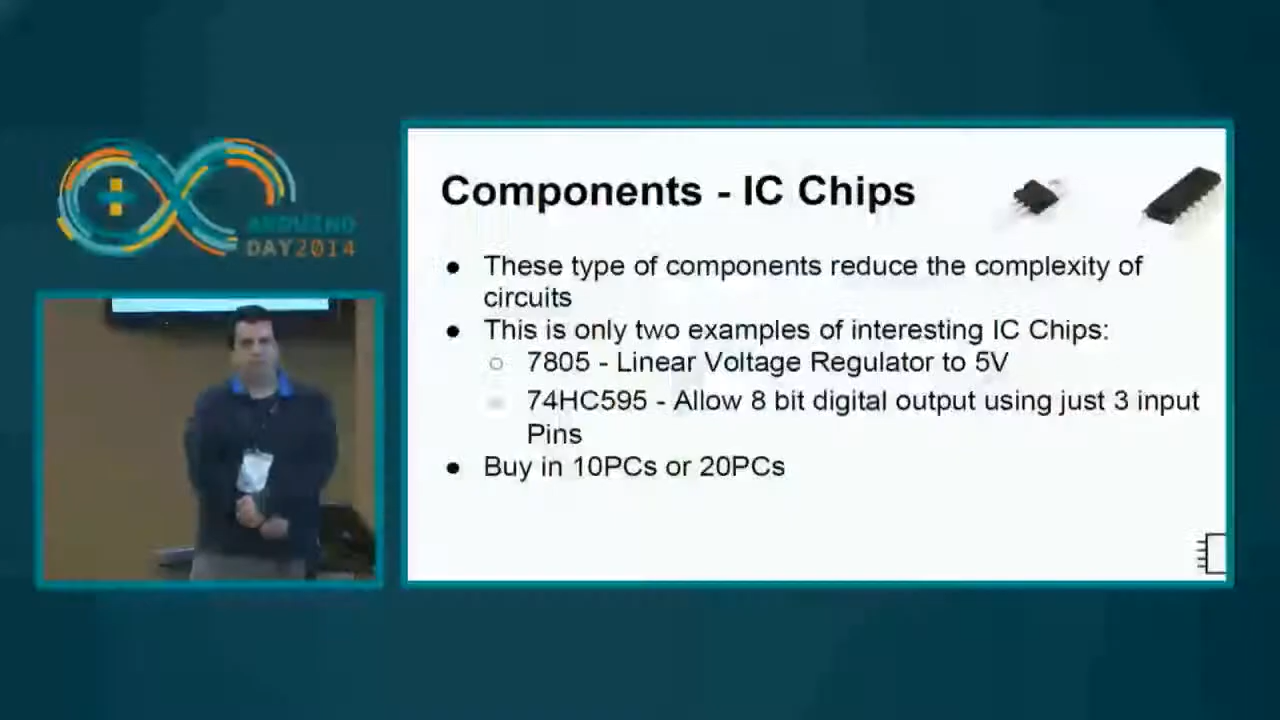 ARDUINO
DAY2014
Components - IC Chips
● These type of components reduce the complexity of
circuits
● This is only two examples of interesting IC Chips:
○ 7805 - Linear Voltage Regulator to 5V
74HC595 - Allow 8 bit digital output using just 3 input
Pins
● Buy in 10PCs or 20PCs